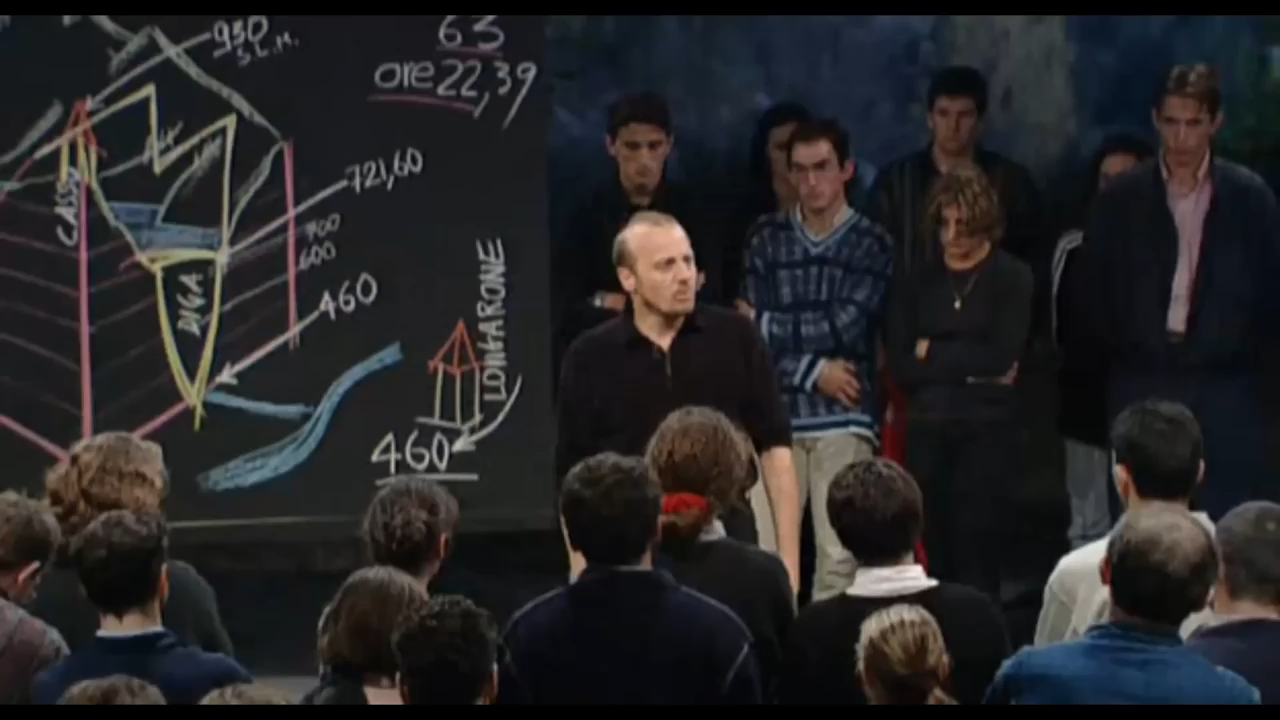 930
S.L.M.
63
ore 22,39
721,60
CASSO
700
600
460
DIGA
LONGARONE
460